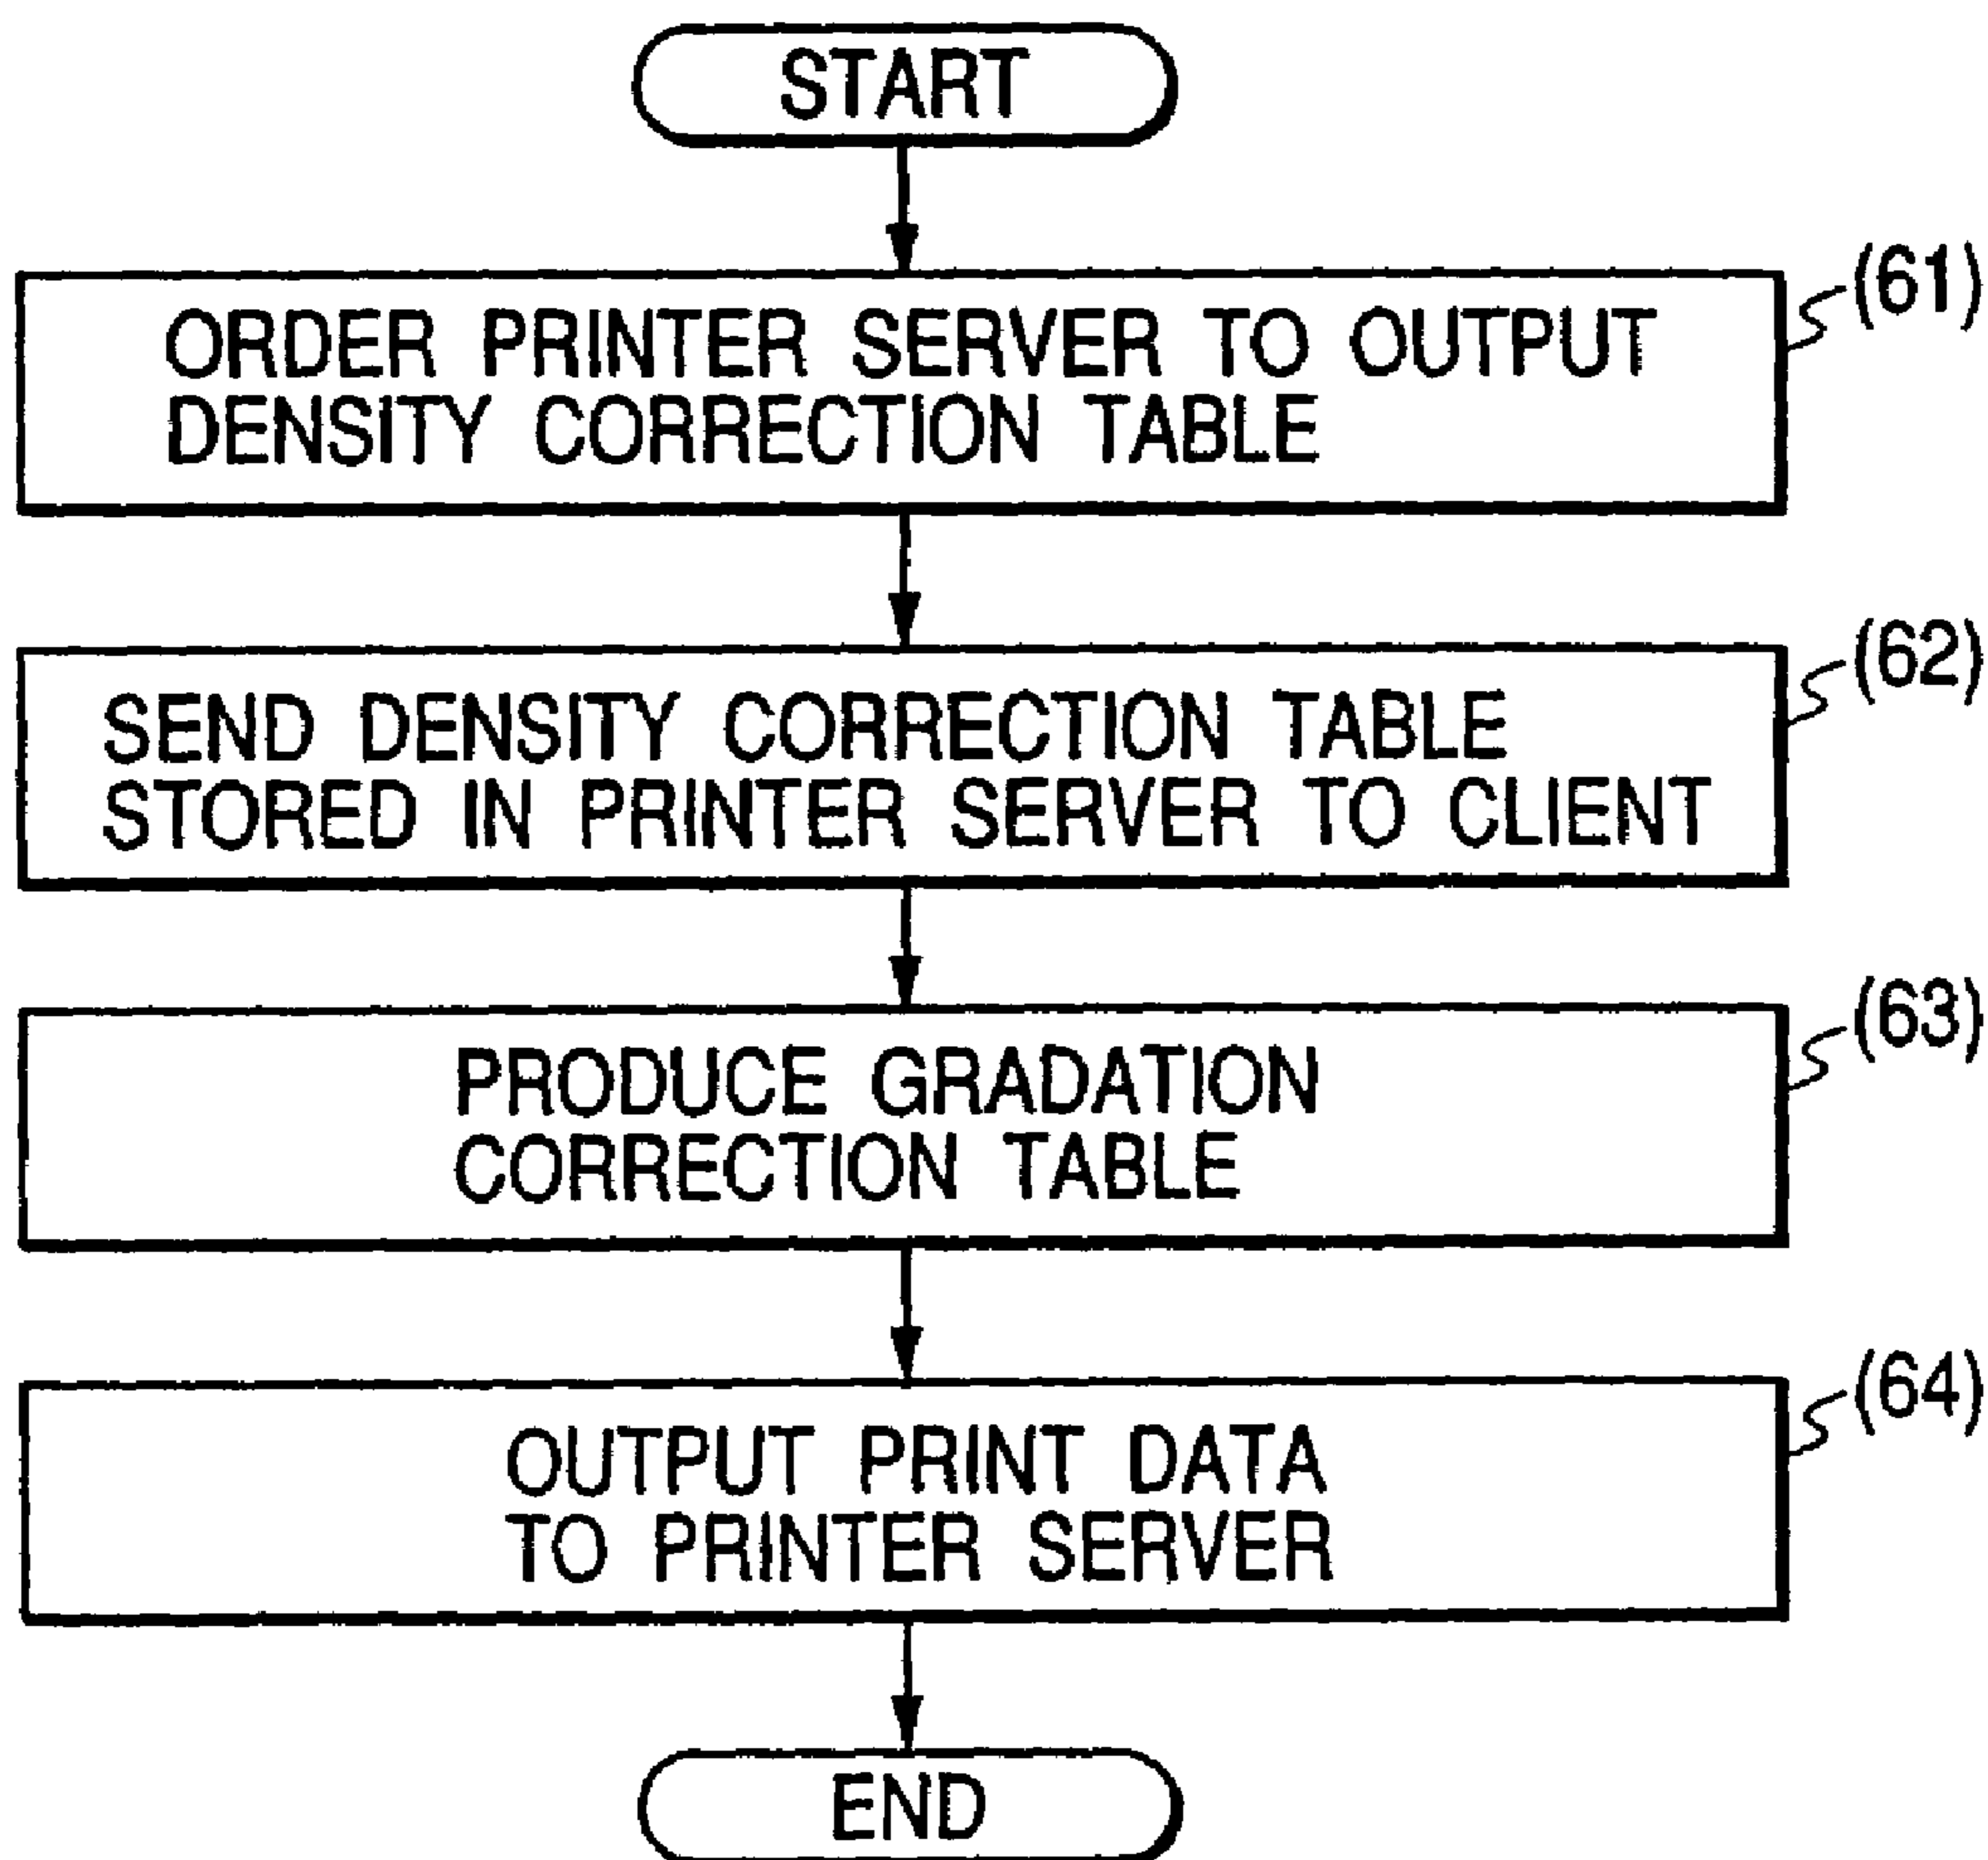 START
(61)
ORDER PRINTER SERVER TO OUTPUT
DENSITY CORRECTION TABLE
(62)
SEND DENSITY CORRECTION TABLE
STORED IN PRINTER SERVER TO CLIENT
(63)
PRODUCE GRADATION
CORRECTION TABLE
(64)
OUTPUT PRINT DATA
TO PRINTER SERVER
END